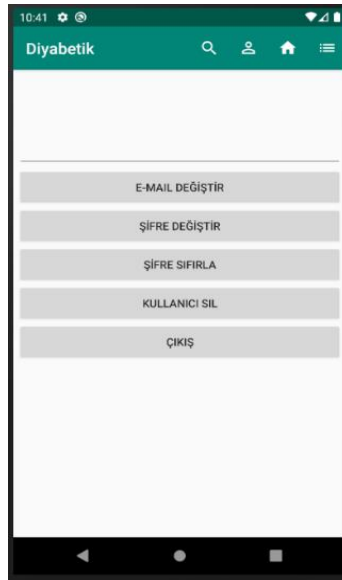 10:41
Diyabetik
E-MAIL DEĞİŞTİR
ŞİFRE DEĞİŞTİR
ŞİFRE SIFIRLA
KULLANICI SIL
ÇIKIŞ